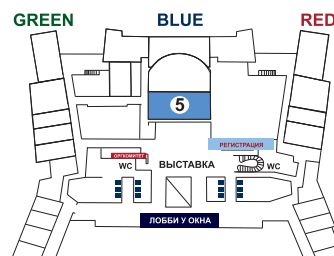 GREEN BLUE RED
5
РЕГИСТРАЦИЯ
ОРГКОМИТЕТ
WC ВЫСТАВКА WC
ЛОББИ У ОКНА